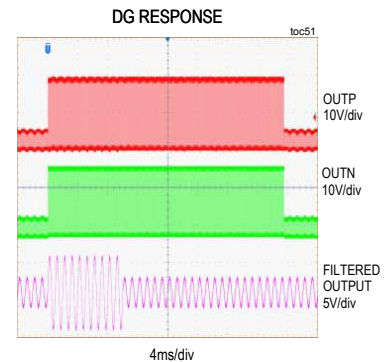 DG RESPONSE
toc51
OUTP
10V/div
OUTN
10V/div
FILTERED
OUTPUT
5V/div
4ms/div